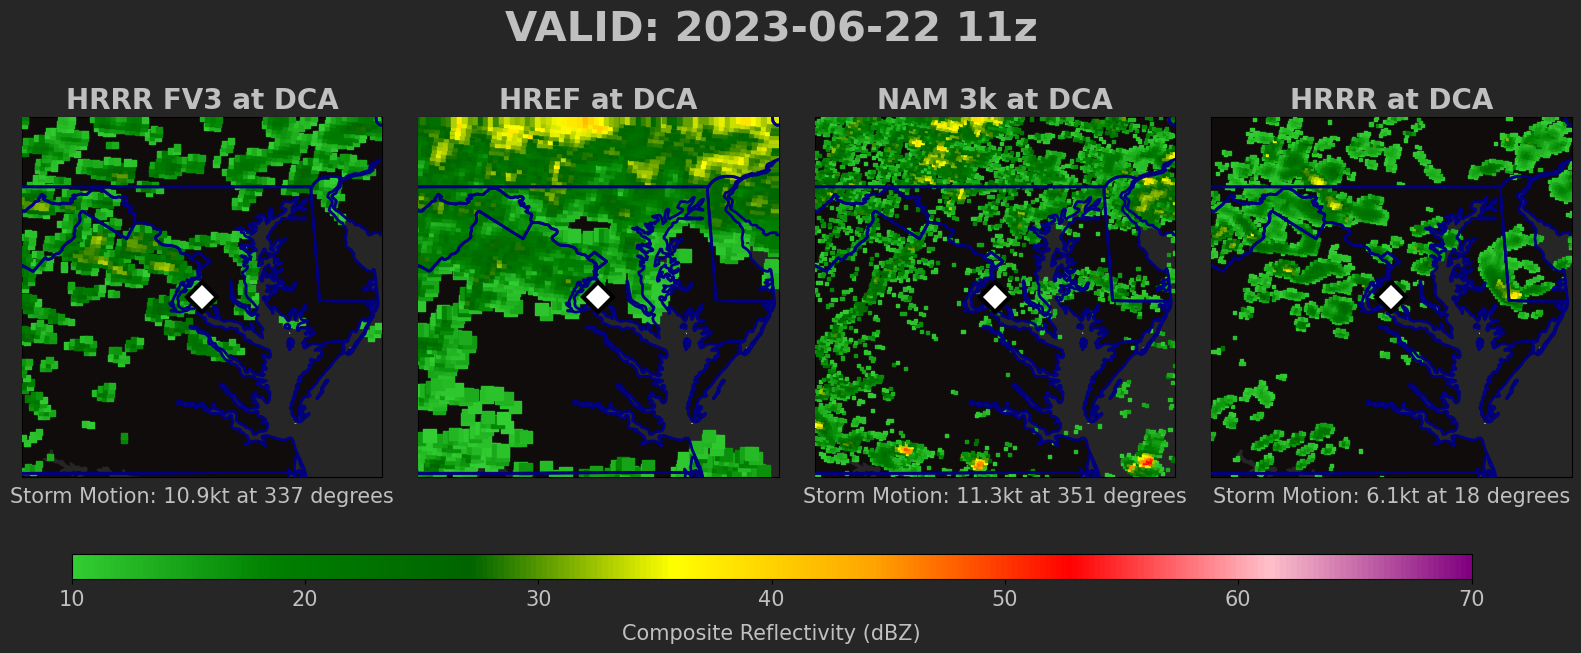 VALID: 2023-06-22 11z
HRRR FV3 at DCA
HREF at DCA
NAM 3k at DCA
HRRR at DCA
Storm Motion: 10.9kt at 337 degrees
Storm Motion: 11.3kt at 351 degrees
Storm Motion: 6.1kt at 18 degrees
10 20 30 40 50 60 70
Composite Reflectivity (dBZ)